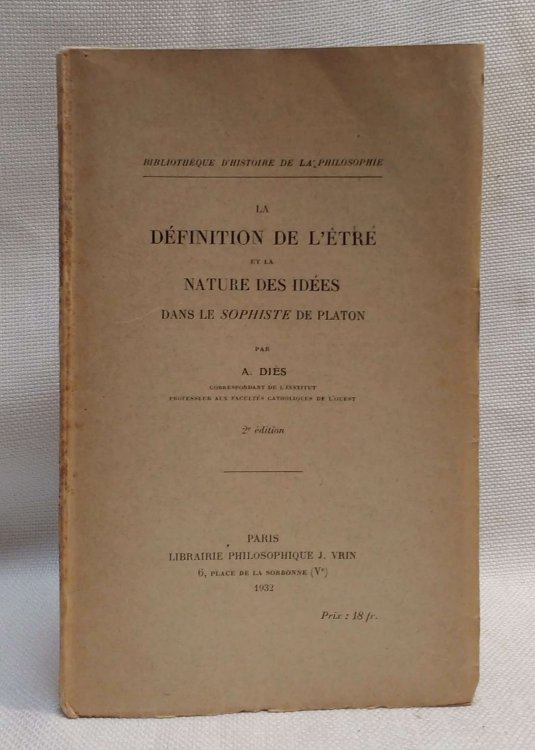 BIBLIOTHÈQUE D'HISTOIRE DE LA PHILOSOPHIE
LA
DÉFINITION DE L'ÊTRE
ET LA
NATURE DES IDÉES
DANS LE SOPHISTE DE PLATON
PAR
A. DIÈS
CORRESPONDANT DE L'INSTITUT
PROFESSEUR AUX FACULTÉS CATHOLIQUES DE L'OUEST
2e édition
PARIS
LIBRAIRIE PHILOSOPHIQUE J. VRIN
6, PLACE DE LA SORBONNE (Ve)
1932
Prix : 18 fr.